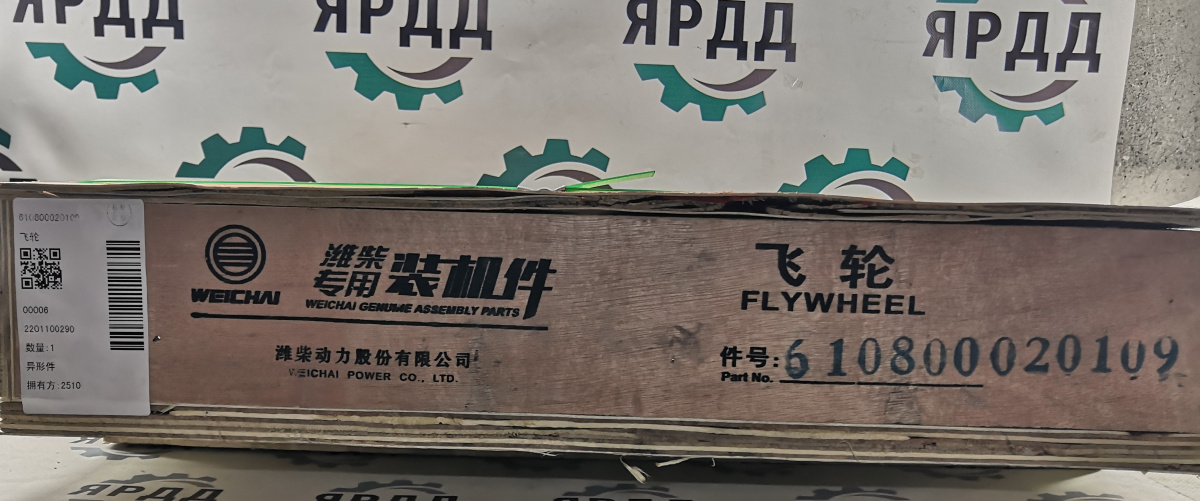 ЯРДД
ЯРДД
ЯРДД
ЯРДД
飞轮
00006
2201100290
数量:1
异形件
拥有方:2510
WEICHAI
潍柴
专用
装机件
WEICHAI GENUINE ASSEMBLY PARTS
潍柴动力股份有限公司
WEICHAI POWER CO., LTD.
飞轮
FLYWHEEL
件号:610800020109
Part No.
ЯРДД
ЯРДД